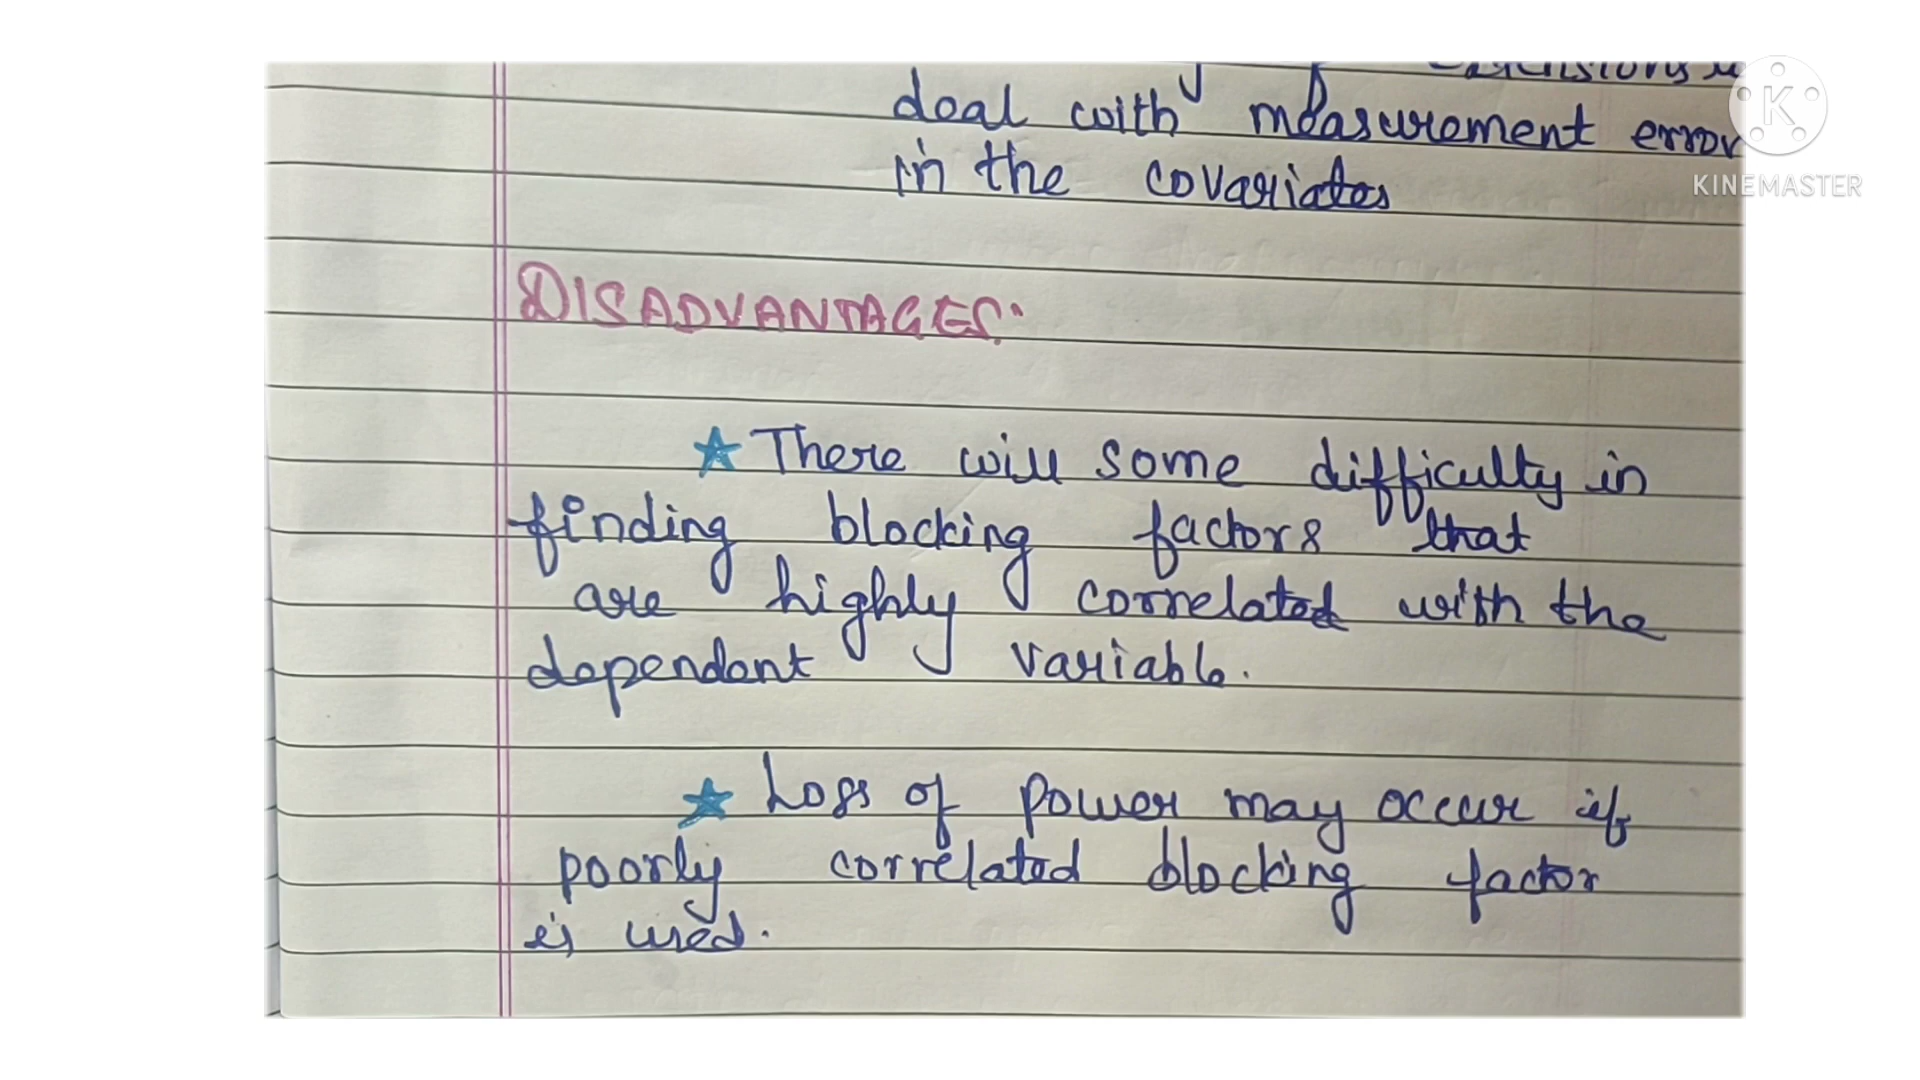 deal with measurement error
in the covariates
KINEMASTER
DISADVANTAGES:
★ There will some difficulty in
finding blocking factors that
are highly correlated with the
dependent variable.
★ Loss of power may occur if
poorly correlated blocking factor
is used.